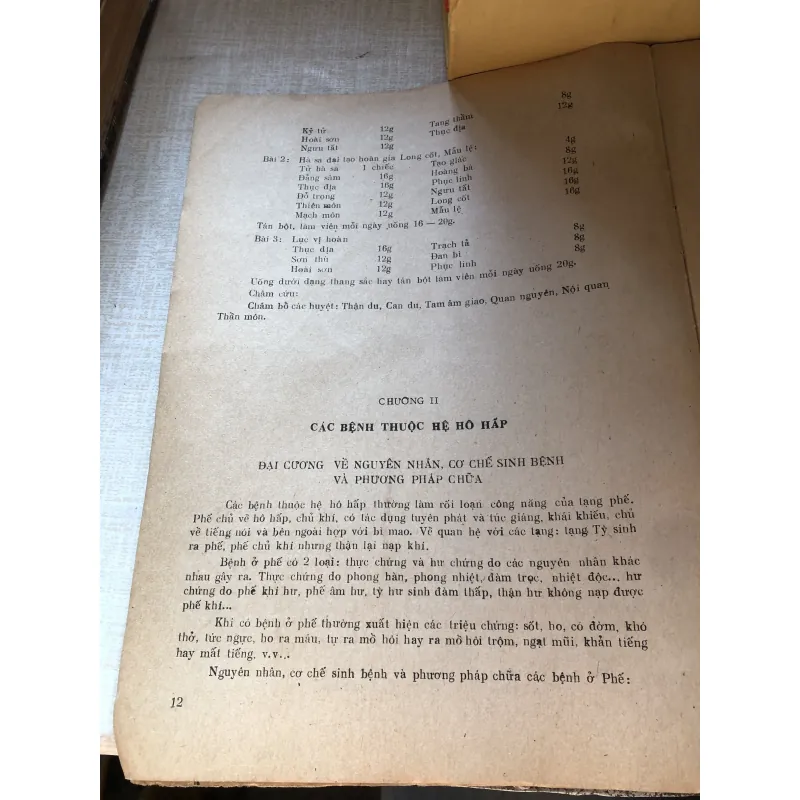 Kỷ tử 12g Tang thầm 8g
Hoài sơn 12g Thục địa 12g
Ngưu tất 12g
Bài 2: Hà sa đại tạo hoàn gia Long cốt, Mẫu lệ:
Tử hà sa 1 chiếc Tạo giác 4g
Đẳng sâm 16g Hoàng bá 8g
Thục địa 16g Phục linh 12g
Đỗ trọng 12g Ngưu tất 16g
Thiên môn 12g Long cốt 16g
Mạch môn 12g Mẫu lệ
Tán bột, làm viên mỗi ngày uống 16 — 20g.
Bài 3: Lục vị hoàn
Thục địa 16g Trạch tả 8g
Sơn thù 12g Đan bì 8g
Hoài sơn 12g Phục linh 8g
Uống dưới dạng thang sắc hay tán bột làm viên mỗi ngày uống 20g.
Châm cứu:
Châm bổ các huyệt: Thận du, Can du, Tam âm giao, Quan nguyên, Nội quan
Thần môn.
CHƯƠNG II
CÁC BỆNH THUỘC HỆ HÔ HẤP
ĐẠI CƯƠNG VỀ NGUYÊN NHÂN, CƠ CHẾ SINH BỆNH
VÀ PHƯƠNG PHÁP CHỮA
Các bệnh thuộc hệ hô hấp thường làm rối loạn công năng của tạng phế.
Phế chủ về hô hấp, chủ khí, có tác dụng tuyên phát và túc giáng, khai khiếu, chủ
về tiếng nói và bên ngoài hợp với bì mao. Về quan hệ với các tạng: tạng Tỳ sinh
ra phế, phế chủ khí nhưng thận lại nạp khí.
Bệnh ở phế có 2 loại: thực chứng và hư chứng do các nguyên nhân khác
nhau gây ra. Thực chứng do phong hàn, phong nhiệt, đàm trọc, nhiệt độc... hư
chứng do phế khí hư, phế âm hư, tỳ hư sinh đàm thấp, thận hư không nạp được
phế khí...
Khi có bệnh ở phế thường xuất hiện các triệu chứng: sốt, ho, có đờm, khó
thở, tức ngực, ho ra máu, tự ra mồ hôi hay ra mồ hôi trộm, ngạt mũi, khản tiếng
hay mất tiếng, v.v...
Nguyên nhân, cơ chế sinh bệnh và phương pháp chữa các bệnh ở Phế:
12